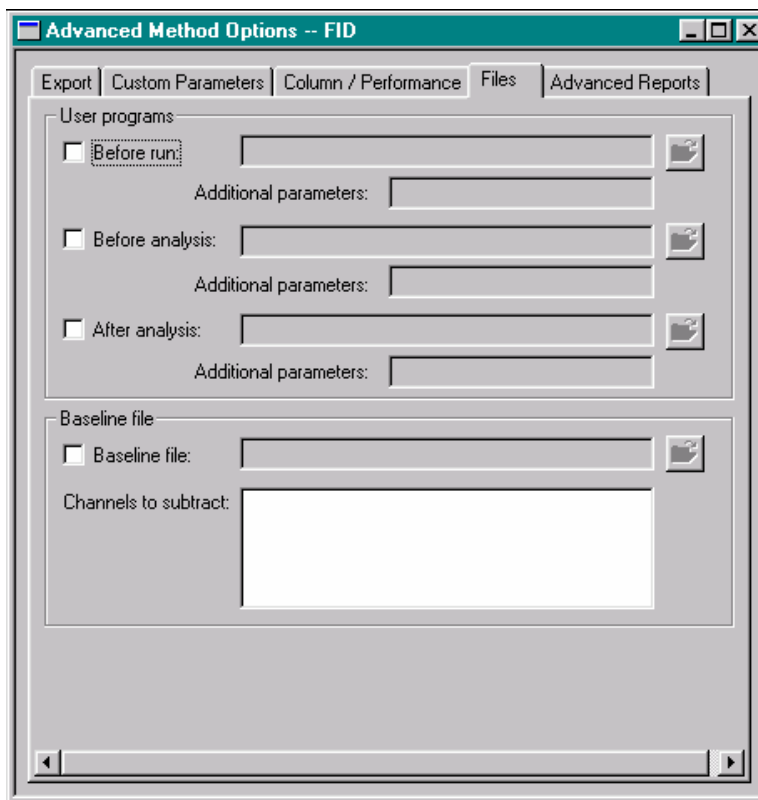 Advanced Method Options -- FID
Export Custom Parameters Column / Performance Files Advanced Reports
User programs
Before run:
Additional parameters:
Before analysis:
Additional parameters:
After analysis:
Additional parameters:
Baseline file
Baseline file:
Channels to subtract: